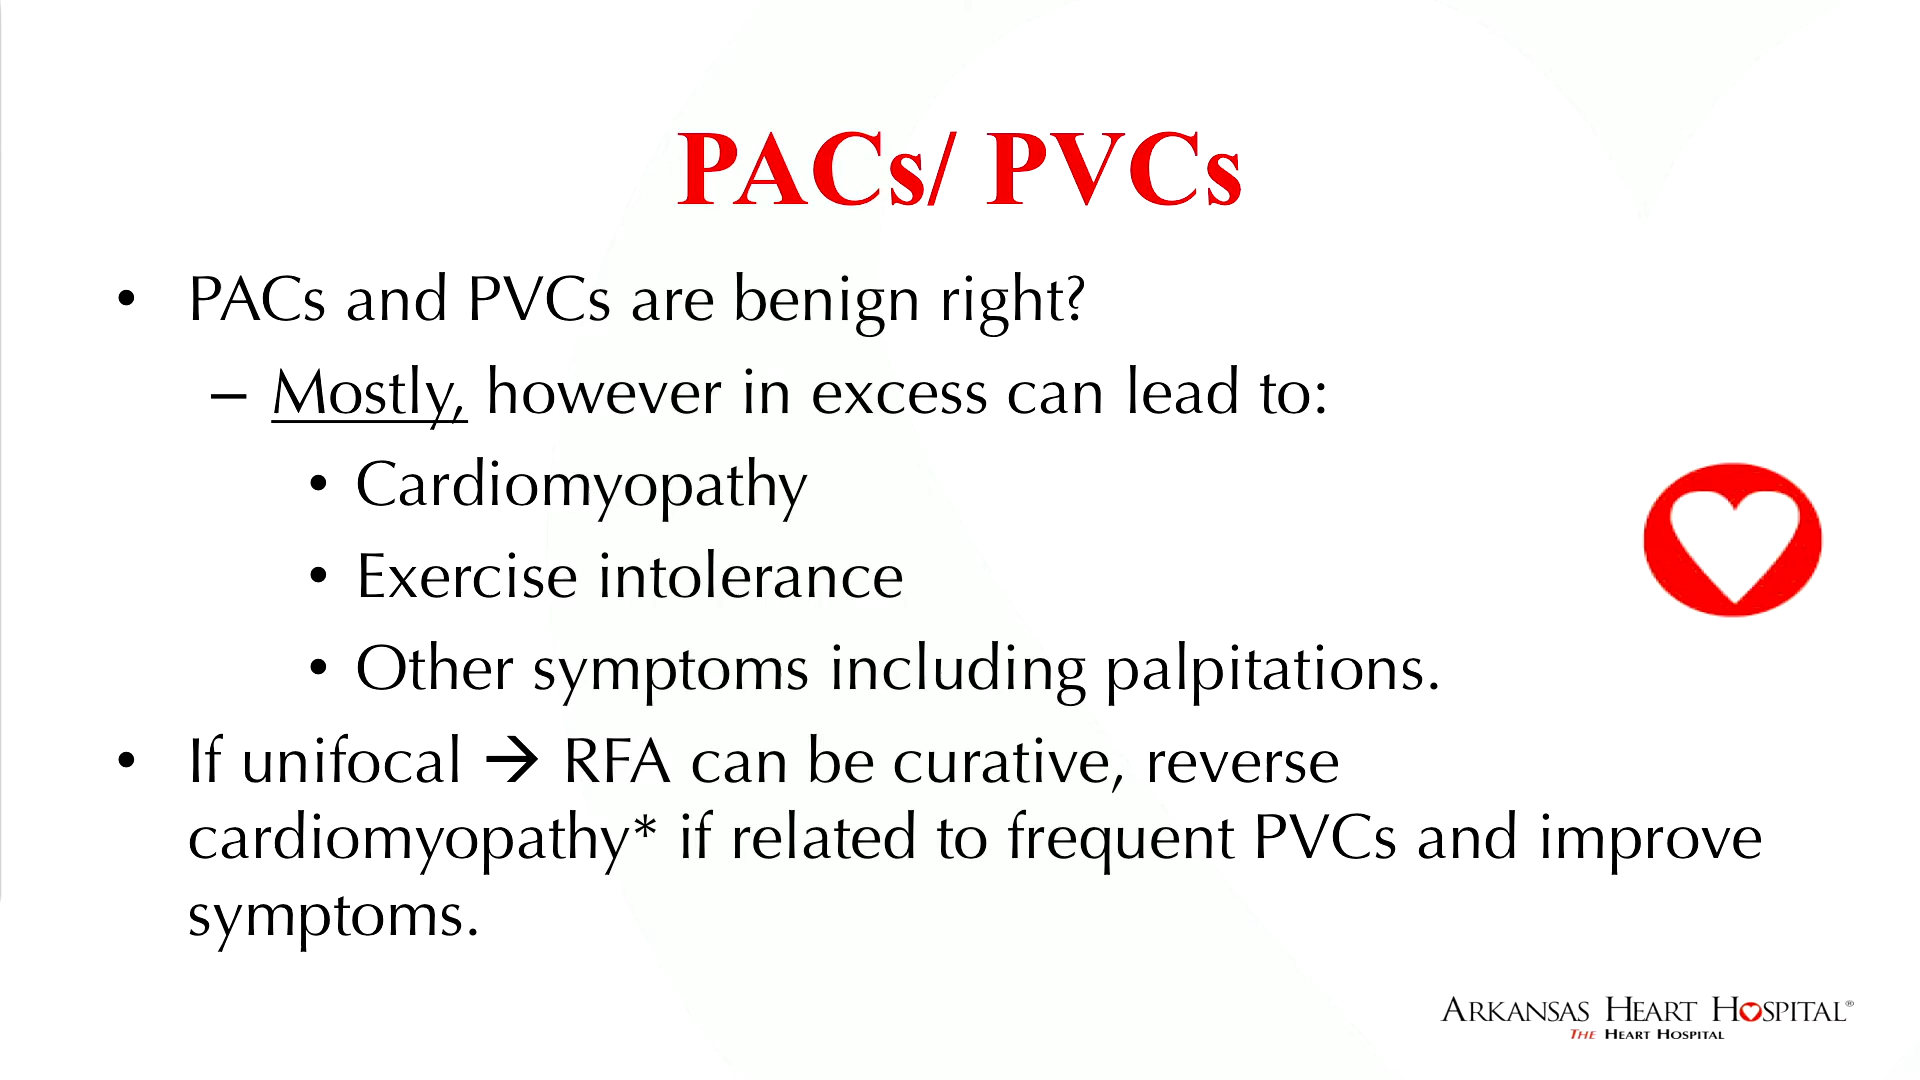 PACs/ PVCs
• PACs and PVCs are benign right?
– Mostly, however in excess can lead to:
• Cardiomyopathy
• Exercise intolerance
• Other symptoms including palpitations.
• If unifocal → RFA can be curative, reverse
cardiomyopathy* if related to frequent PVCs and improve
symptoms.
ARKANSAS HEART HOSPITAL®
THE HEART HOSPITAL